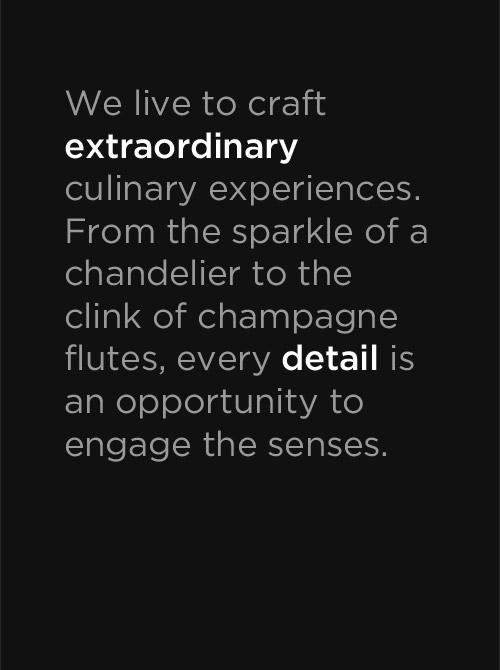 We live to craft
extraordinary
culinary experiences.
From the sparkle of a
chandelier to the
clink of champagne
flutes, every detail is
an opportunity to
engage the senses.